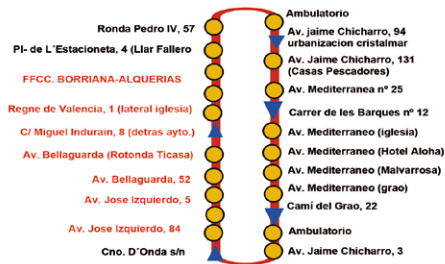 Ronda Pedro IV, 57
Pl- de L´Estacioneta, 4 (Llar Fallero
FFCC. BORRIANA-ALQUERIAS
Regne de Valencia, 1 (lateral iglesia)
C/ Miguel Indurain, 8 (detras ayto.)
Av. Bellaguarda (Rotonda Ticasa)
Av. Bellaguarda, 52
Av. Jose Izquierdo, 5
Av. Jose Izquierdo, 84
Cno. D´Onda s/n
Ambulatorio
Av. jaime Chicharro, 94
urbanizacion cristalmar
Av. Jaime Chicharro, 131
(Casas Pescadores)
Av. Mediterranea nº 25
Carrer de les Barques nº 12
Av. Mediterraneo (iglesia)
Av. Mediterraneo (Hotel Aloha)
Av. Mediterraneo (Malvarrosa)
Av. Mediterraneo (grao)
Camí del Grao, 22
Ambulatorio
Av. Jaime Chicharro, 3